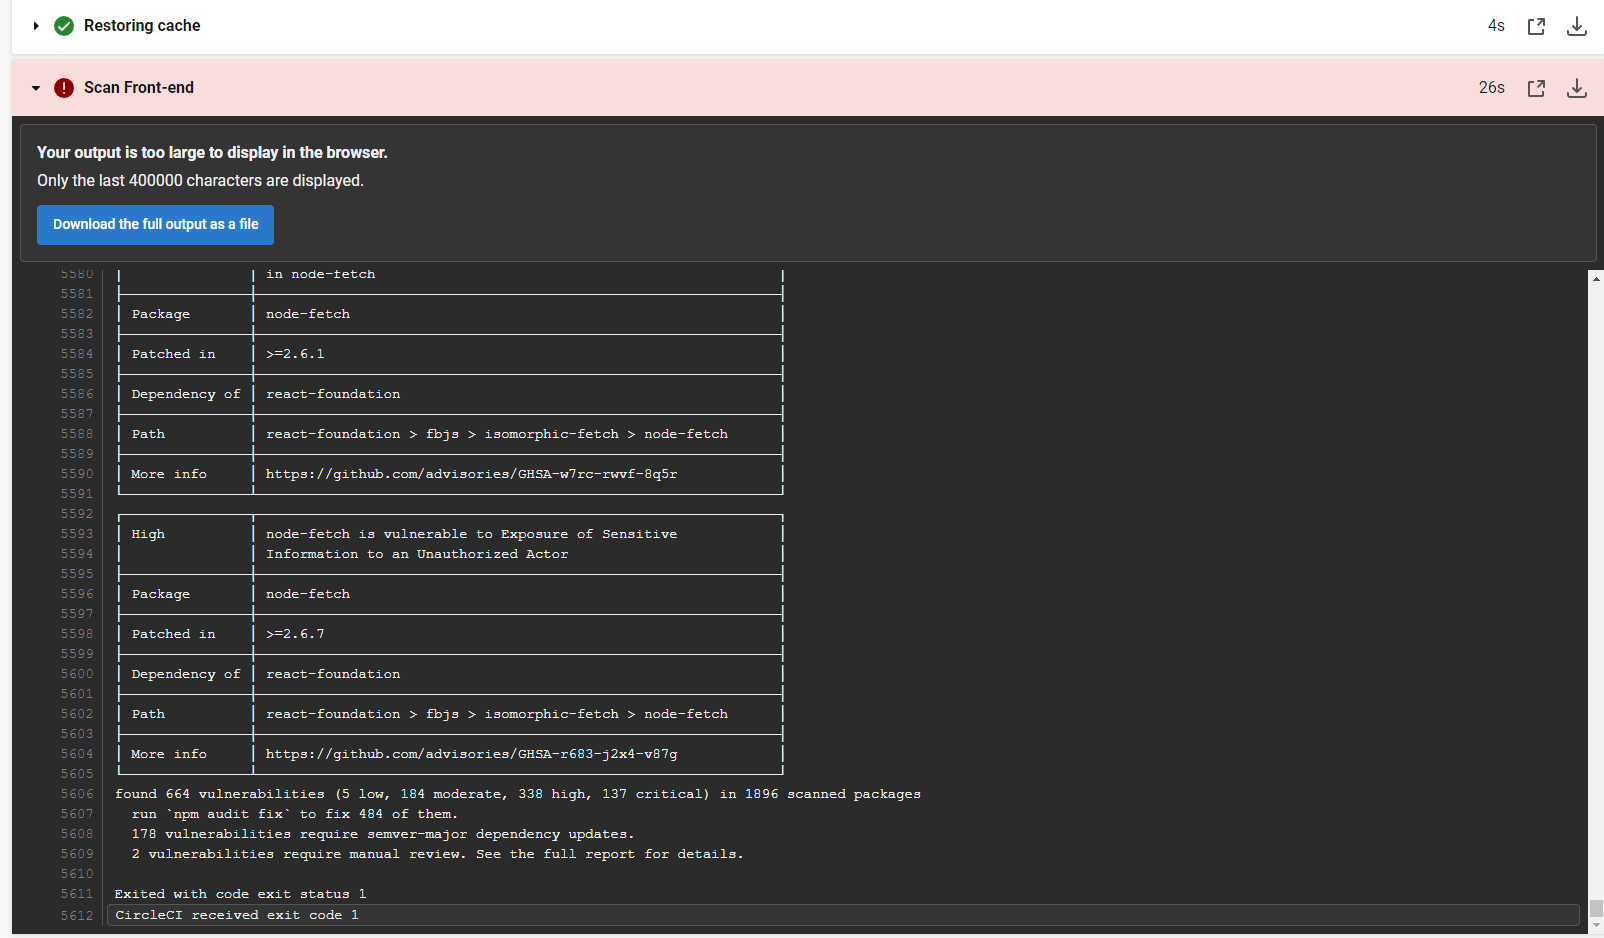 Restoring cache 4s
Scan Front-end 26s
Your output is too large to display in the browser.
Only the last 400000 characters are displayed.
Download the full output as a file
5580 in node-fetch
5581
5582 Package node-fetch
5583
5584 Patched in >=2.6.1
5585
5586 Dependency of react-foundation
5587
5588 Path react-foundation > fbjs > isomorphic-fetch > node-fetch
5589
5590 More info https://github.com/advisories/GHSA-w7rc-rwvf-8q5r
5591
5592
5593 High node-fetch is vulnerable to Exposure of Sensitive
5594 Information to an Unauthorized Actor
5595
5596 Package node-fetch
5597
5598 Patched in >=2.6.7
5599
5600 Dependency of react-foundation
5601
5602 Path react-foundation > fbjs > isomorphic-fetch > node-fetch
5603
5604 More info https://github.com/advisories/GHSA-r683-j2x4-v87g
5605
5606 found 664 vulnerabilities (5 low, 184 moderate, 338 high, 137 critical) in 1896 scanned packages
5607 run `npm audit fix` to fix 484 of them.
5608 178 vulnerabilities require semver-major dependency updates.
5609 2 vulnerabilities require manual review. See the full report for details.
5610
5611 Exited with code exit status 1
5612 CircleCI received exit code 1